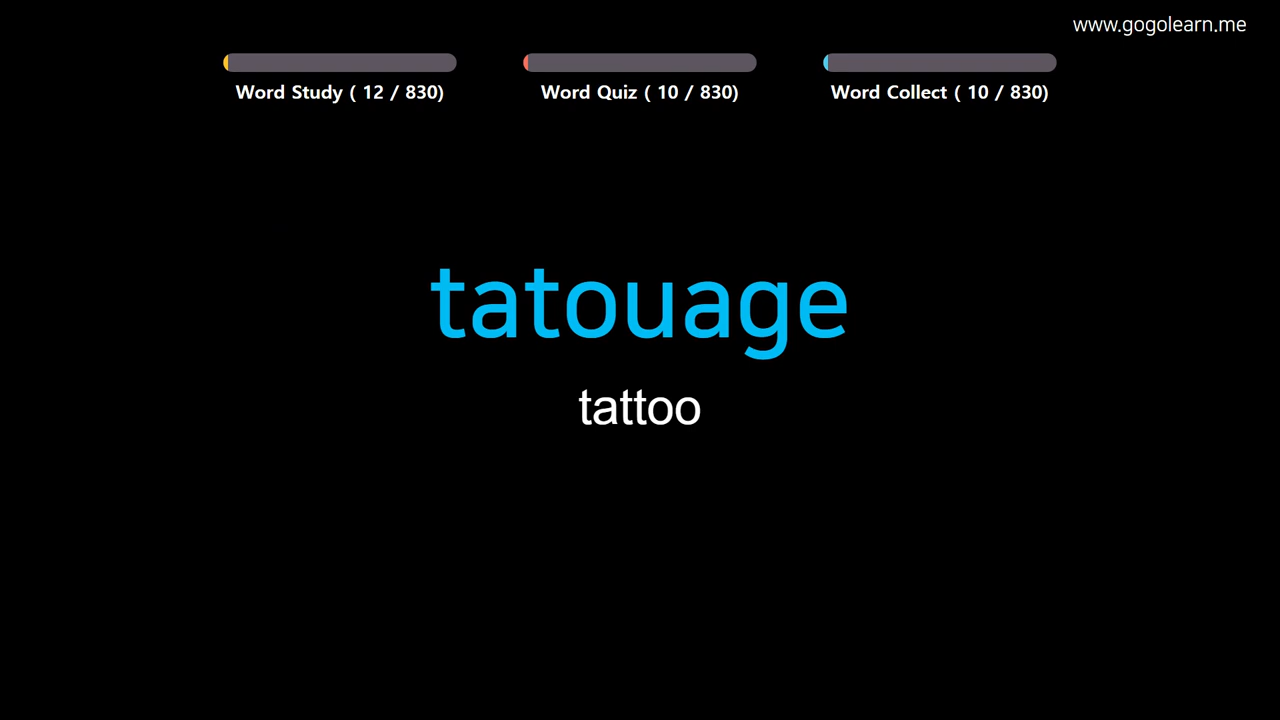 www.gogolearn.me
Word Study ( 12 / 830)
Word Quiz ( 10 / 830)
Word Collect ( 10 / 830)
tatouage
tattoo